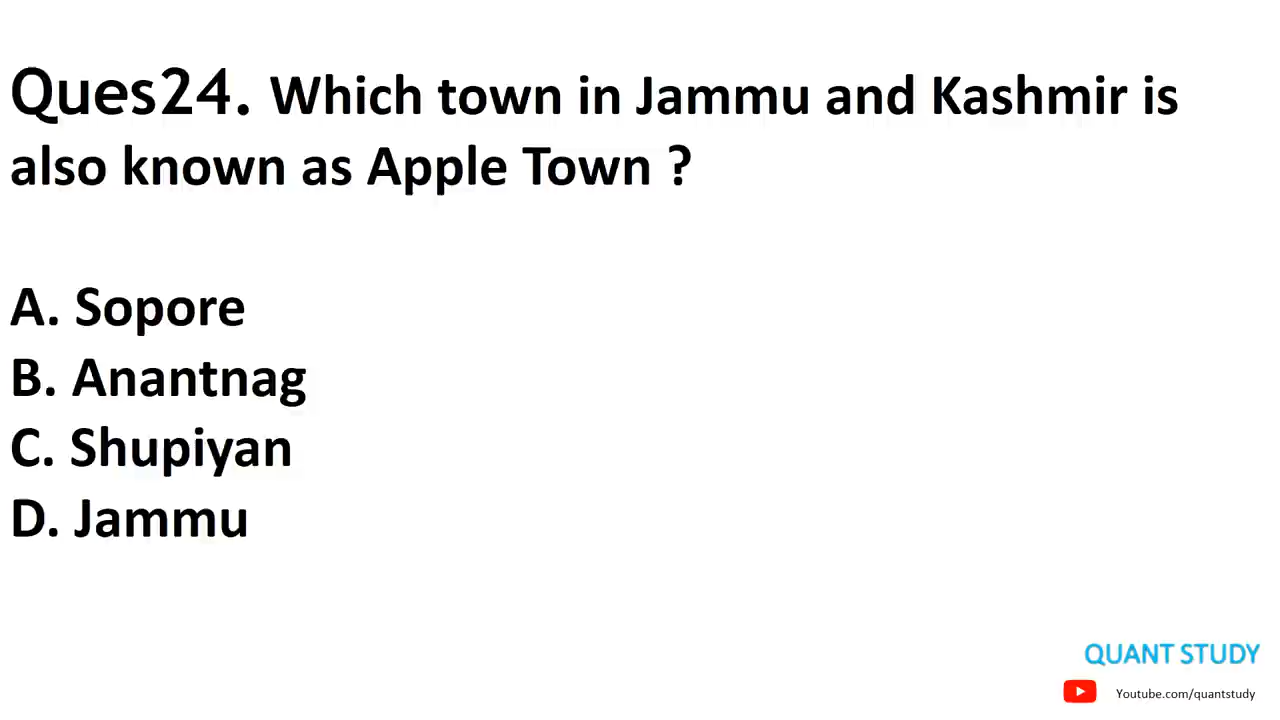 Ques24. Which town in Jammu and Kashmir is
also known as Apple Town ?
A. Sopore
B. Anantnag
C. Shupiyan
D. Jammu
QUANT STUDY
Youtube.com/quantstudy